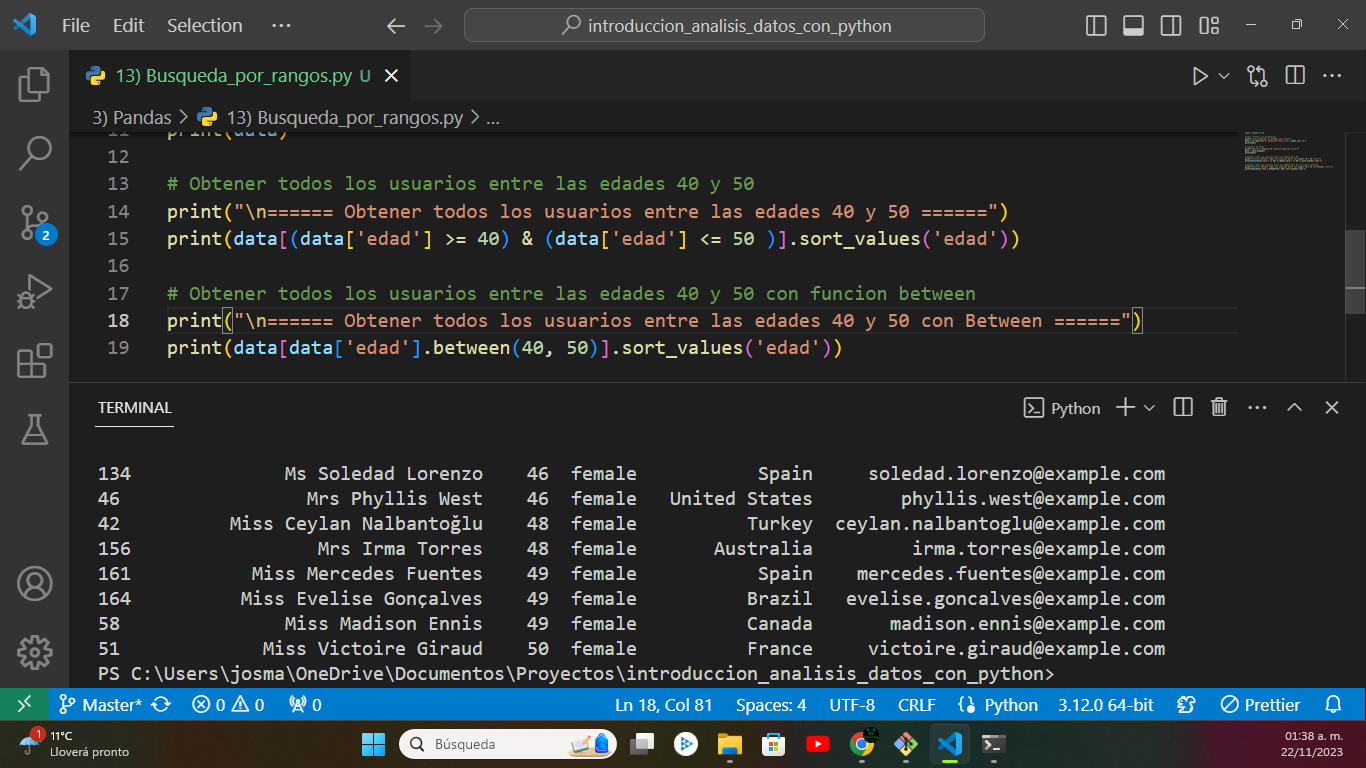 File Edit Selection ··· introduccion_analisis_datos_con_python
13) Busqueda_por_rangos.py U
3) Pandas > 13) Busqueda_por_rangos.py > ...
11 print(data)
12
13 # Obtener todos los usuarios entre las edades 40 y 50
14 print("\n====== Obtener todos los usuarios entre las edades 40 y 50 ======")
15 print(data[(data['edad'] >= 40) & (data['edad'] <= 50 )].sort_values('edad'))
16
17 # Obtener todos los usuarios entre las edades 40 y 50 con funcion between
18 print("\n====== Obtener todos los usuarios entre las edades 40 y 50 con Between ======")
19 print(data[data['edad'].between(40, 50)].sort_values('edad'))
TERMINAL Python
134 Ms Soledad Lorenzo 46 female Spain soledad.lorenzo@example.com
46 Mrs Phyllis West 46 female United States phyllis.west@example.com
42 Miss Ceylan Nalbantoğlu 48 female Turkey ceylan.nalbantoglu@example.com
156 Mrs Irma Torres 48 female Australia irma.torres@example.com
161 Miss Mercedes Fuentes 49 female Spain mercedes.fuentes@example.com
164 Miss Evelise Gonçalves 49 female Brazil evelise.goncalves@example.com
58 Miss Madison Ennis 49 female Canada madison.ennis@example.com
51 Miss Victoire Giraud 50 female France victoire.giraud@example.com
PS C:\Users\josma\OneDrive\Documentos\Proyectos\introduccion_analisis_datos_con_python>
2
Master* 0 0 0 Ln 18, Col 81 Spaces: 4 UTF-8 CRLF Python 3.12.0 64-bit Prettier
1 11°C
Lloverá pronto
Búsqueda
01:38 a. m.
22/11/2023